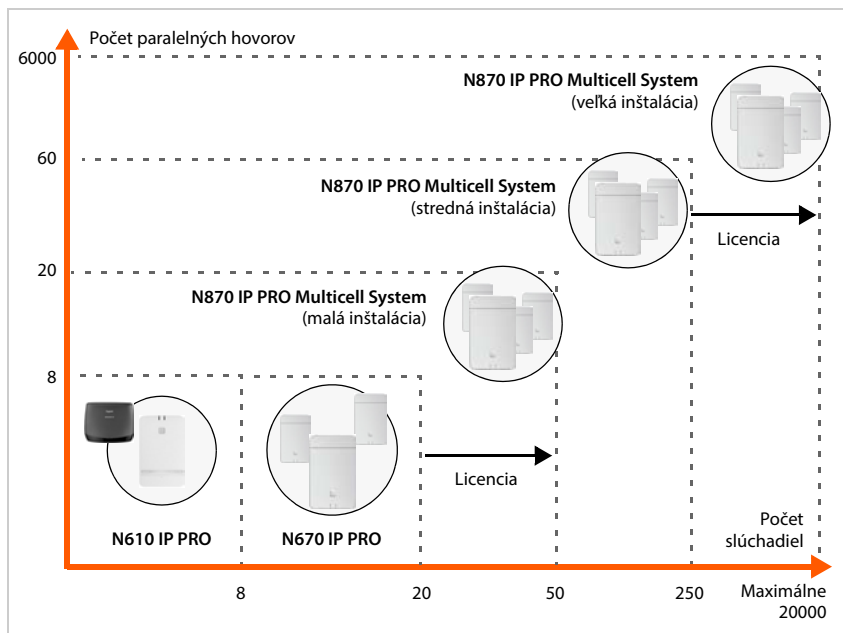 Počet paralelných hovorov
6000
N870 IP PRO Multicell System
(veľká inštalácia)
60
N870 IP PRO Multicell System
(stredná inštalácia)
Licencia
20
N870 IP PRO Multicell System
(malá inštalácia)
8
Licencia
N610 IP PRO
N670 IP PRO
Počet
slúchadiel
8
20
50
250
Maximálne
20000